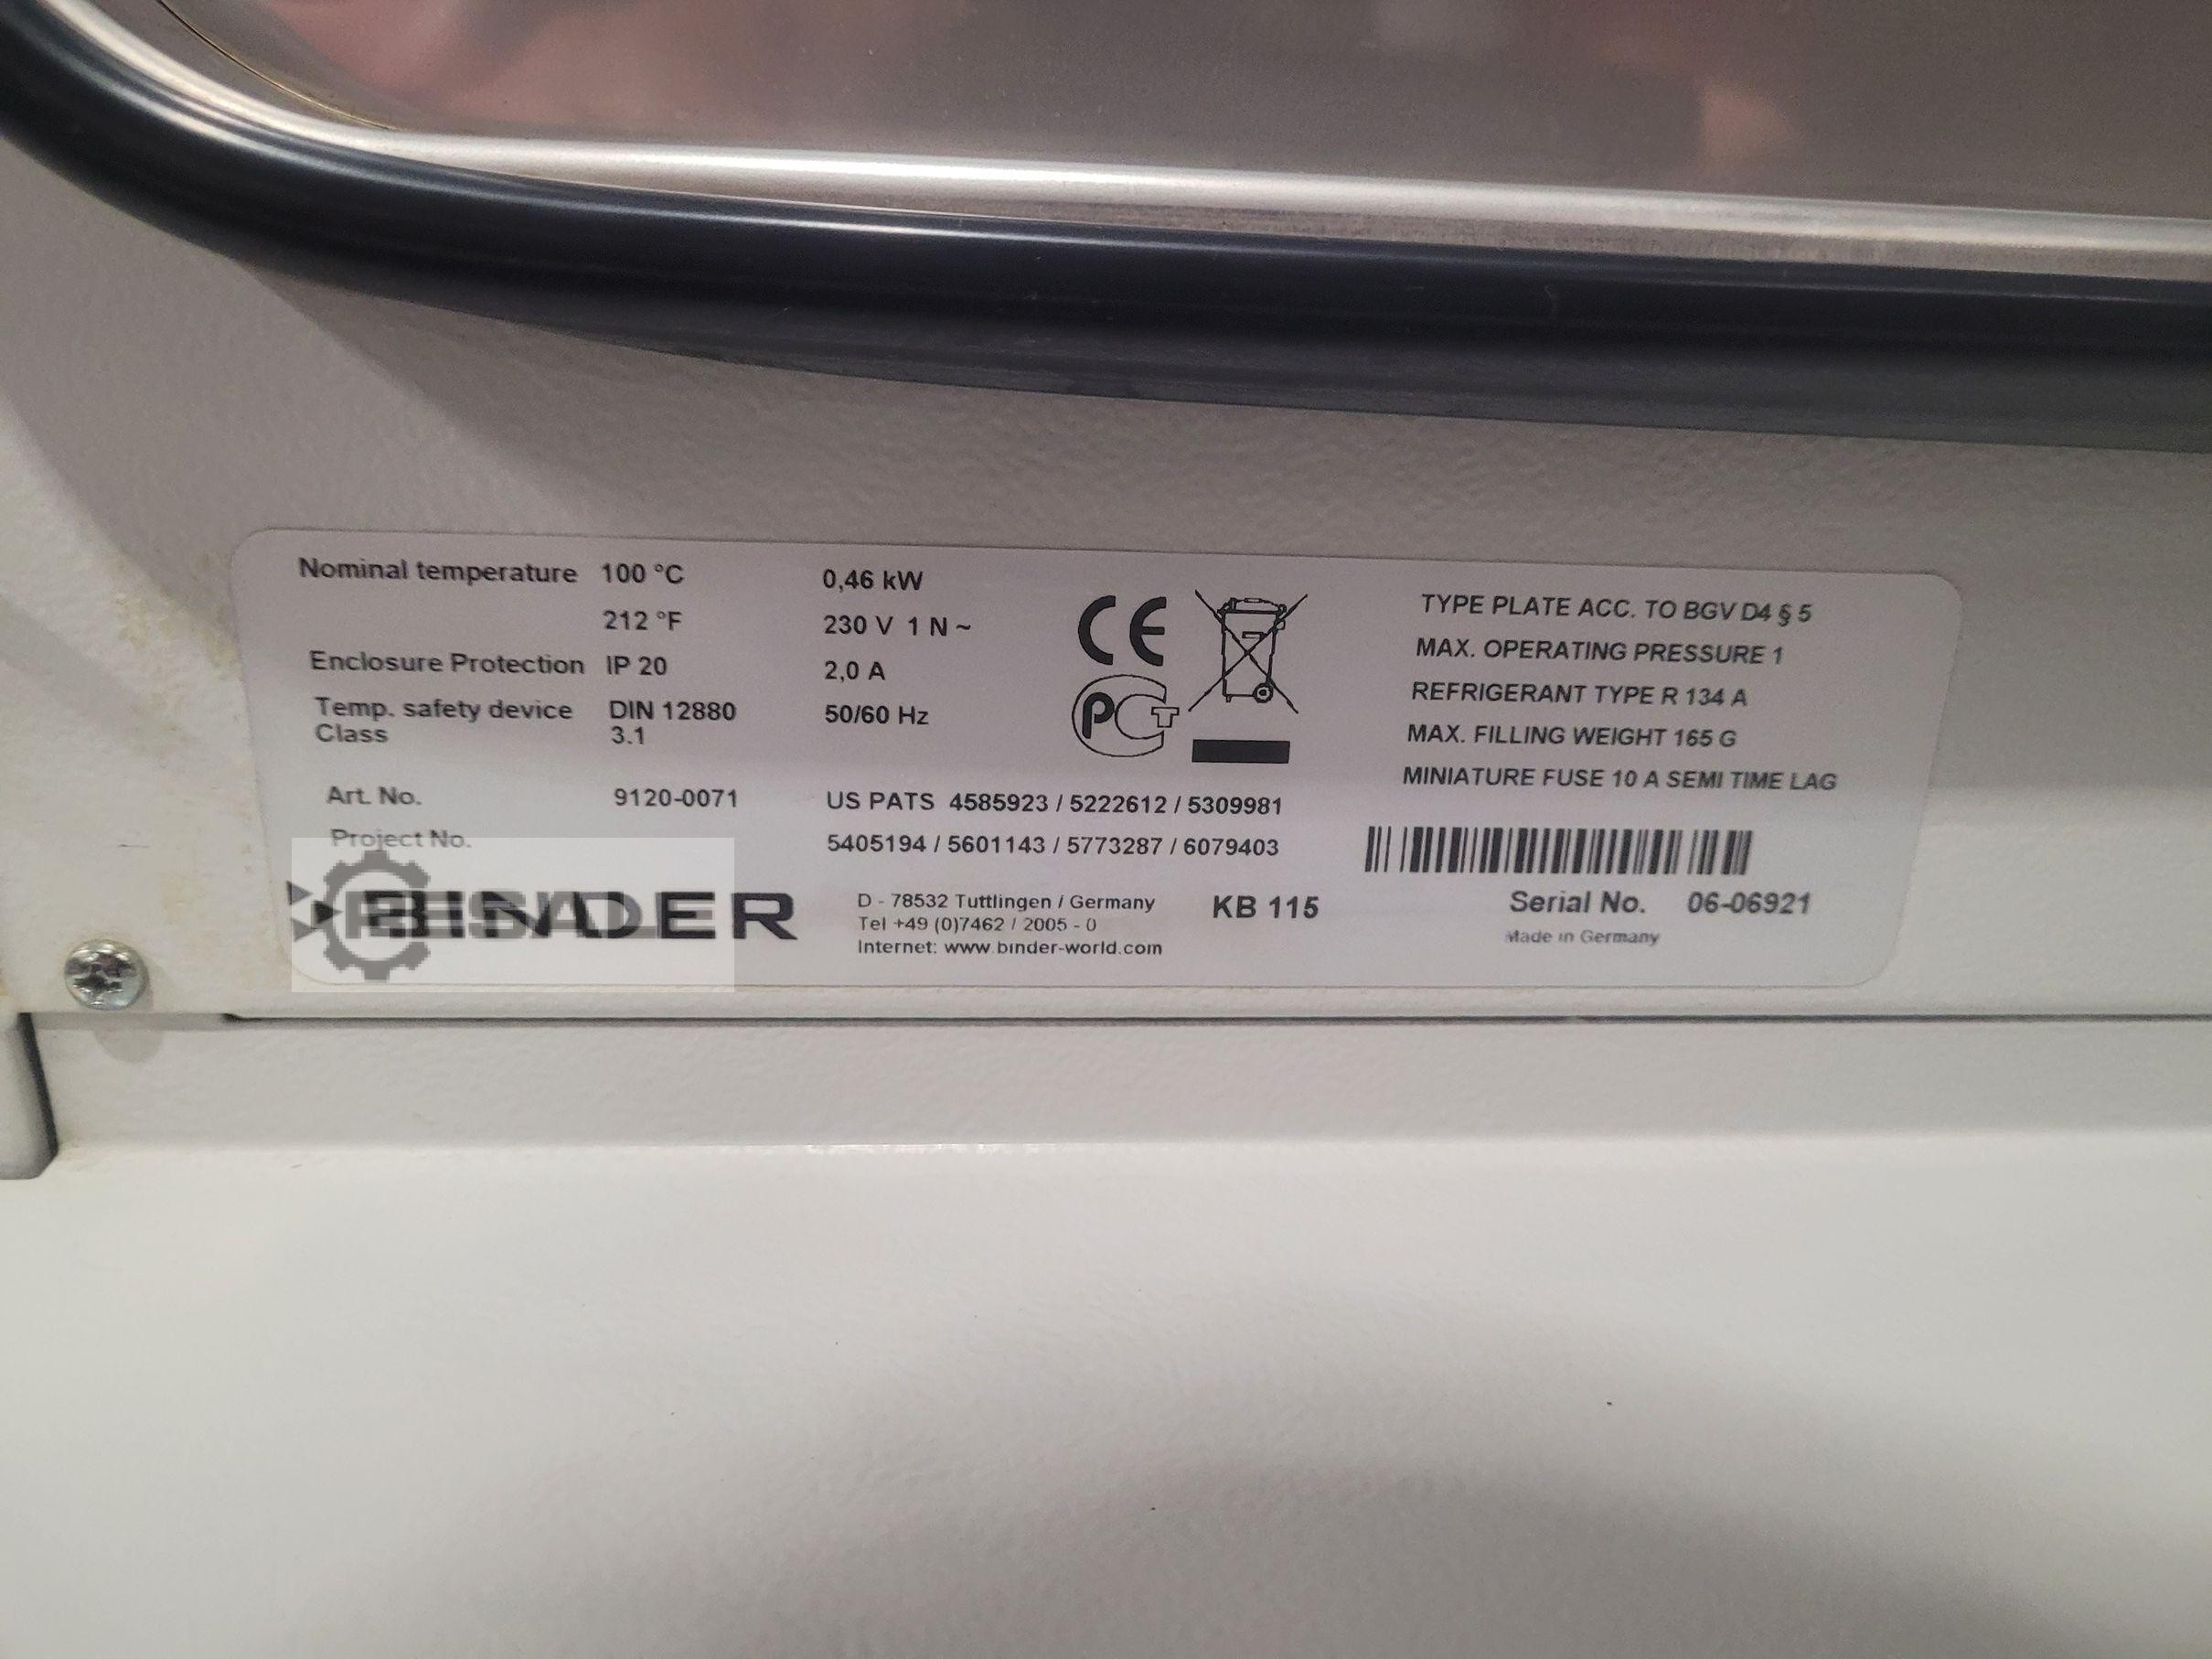 Nominal temperature 100 °C 0,46 kW
212 °F 230 V 1 N ~
Enclosure Protection IP 20 2,0 A
Temp. safety device DIN 12880 50/60 Hz
Class 3.1
Art. No. 9120-0071 US PATS 4585923 / 5222612 / 5309981
Project No. 5405194 / 5601143 / 5773287 / 6079403
CE
PCT
TYPE PLATE ACC. TO BGV D4 § 5
MAX. OPERATING PRESSURE 1
REFRIGERANT TYPE R 134 A
MAX. FILLING WEIGHT 165 G
MINIATURE FUSE 10 A SEMI TIME LAG
BINDER
RESALE
D - 78532 Tuttlingen / Germany
Tel +49 (0)7462 / 2005 - 0
Internet: www.binder-world.com
KB 115
Serial No. 06-06921
Made in Germany